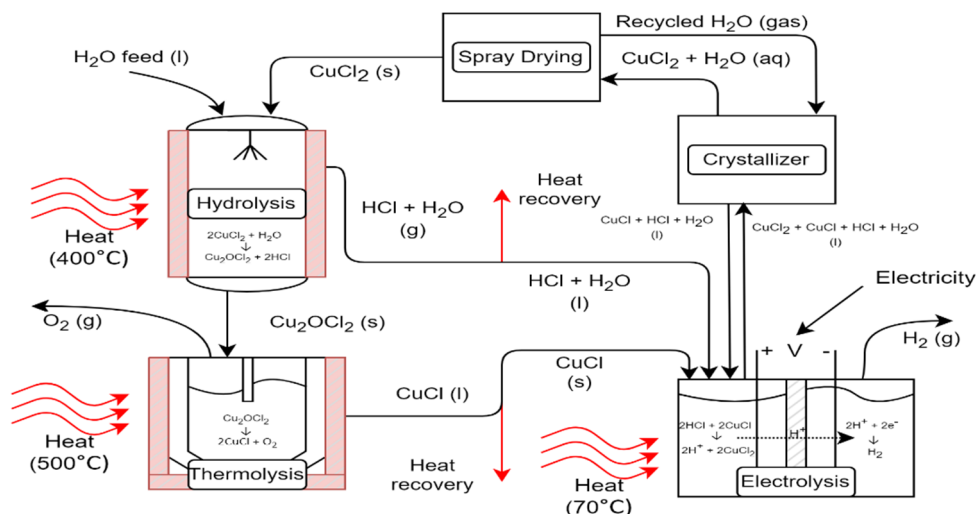 Recycled H₂O (gas)
H₂O feed (l)
CuCl₂ (s)
Spray Drying
CuCl₂ + H₂O (aq)
Crystallizer
Hydrolysis
2CuCl₂ + H₂O
↓
Cu₂OCl₂ + 2HCl
Heat
(400°C)
HCl + H₂O
(g)
Heat
recovery
CuCl + HCl + H₂O
(l)
CuCl₂ + CuCl + HCl + H₂O
(l)
HCl + H₂O
(l)
Electricity
O₂ (g)
Cu₂OCl₂ (s)
+ V -
H₂ (g)
CuCl (l)
CuCl
(s)
Cu₂OCl₂
↓
2CuCl + O₂
Thermolysis
Heat
(500°C)
Heat
recovery
2HCl + 2CuCl
↓
2H⁺ + 2CuCl₂
H⁺
2H⁺ + 2e⁻
↓
H₂
Electrolysis
Heat
(70°C)